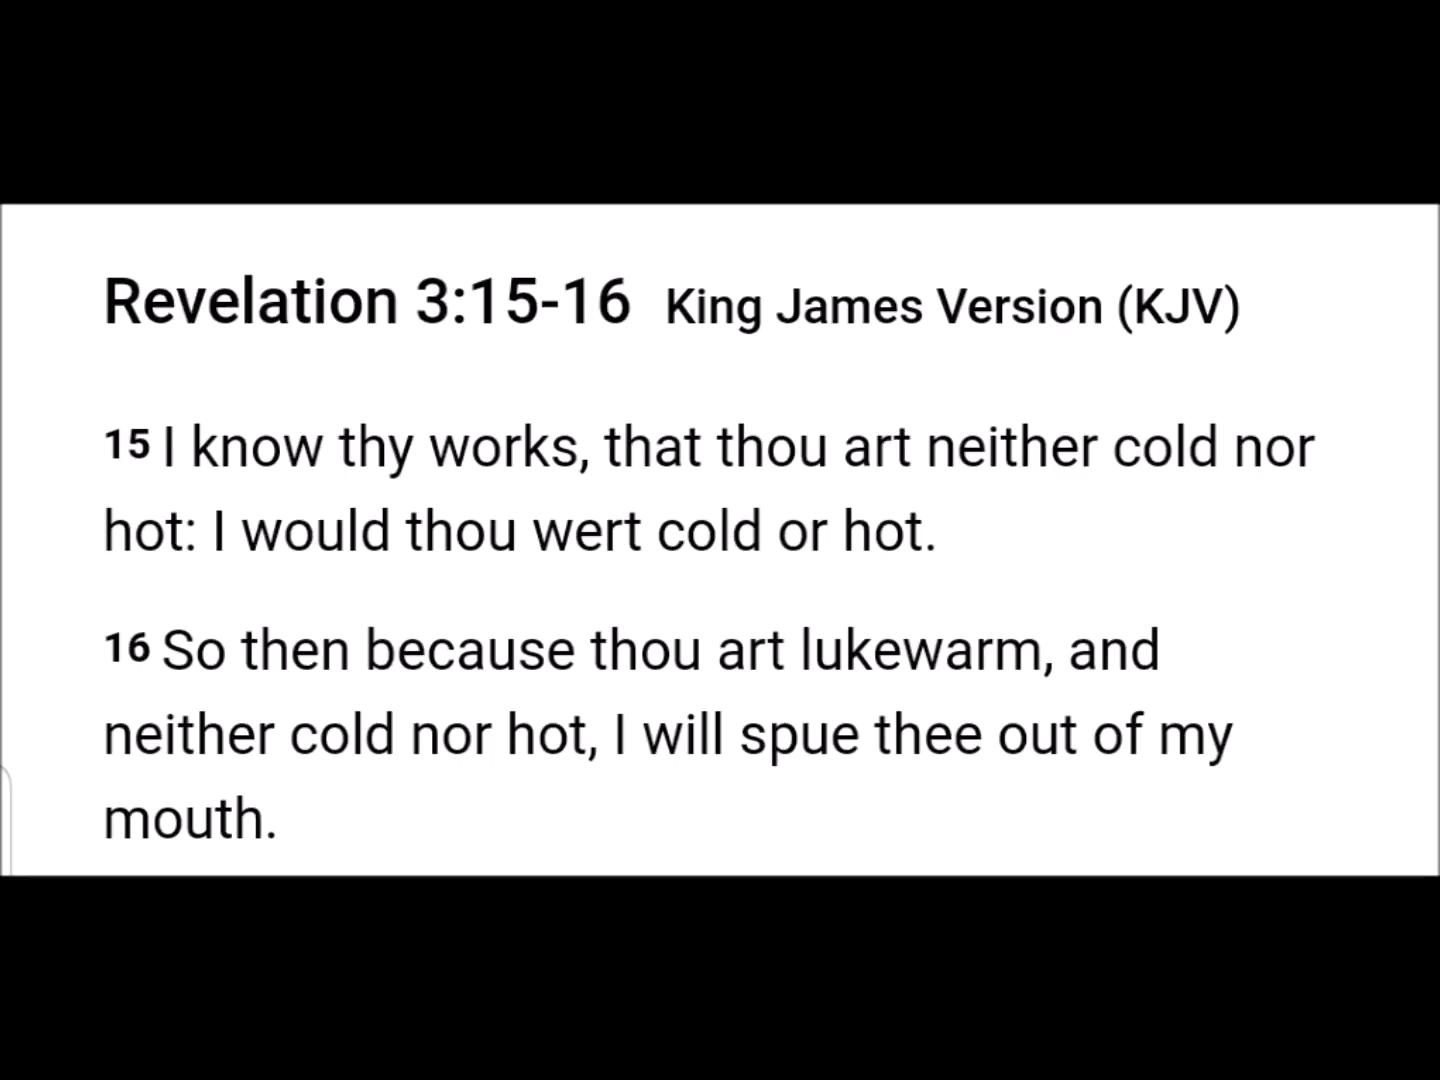 Revelation 3:15-16 King James Version (KJV)
15 I know thy works, that thou art neither cold nor
hot: I would thou wert cold or hot.
16 So then because thou art lukewarm, and
neither cold nor hot, I will spue thee out of my
mouth.